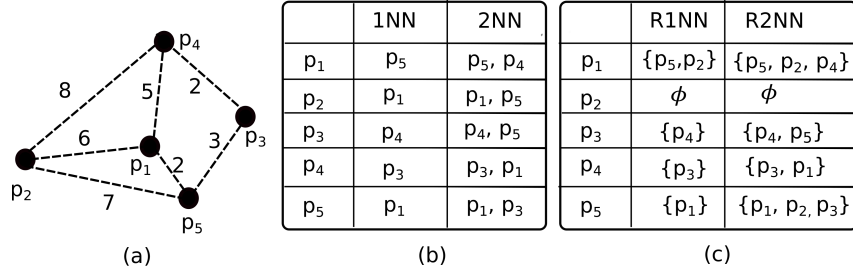 p₄
8
5
2
p₃
6
3
p₁
2
p₂
7
p₅
(a)
1NN 2NN
p₁ p₅ p₅, p₄
p₂ p₁ p₁, p₅
p₃ p₄ p₄, p₅
p₄ p₃ p₃, p₁
p₅ p₁ p₁, p₃
(b)
R1NN R2NN
p₁ {p₅,p₂} {p₅, p₂, p₄}
p₂ ϕ ϕ
p₃ {p₄} {p₄, p₅}
p₄ {p₃} {p₃, p₁}
p₅ {p₁} {p₁, p₂, p₃}
(c)